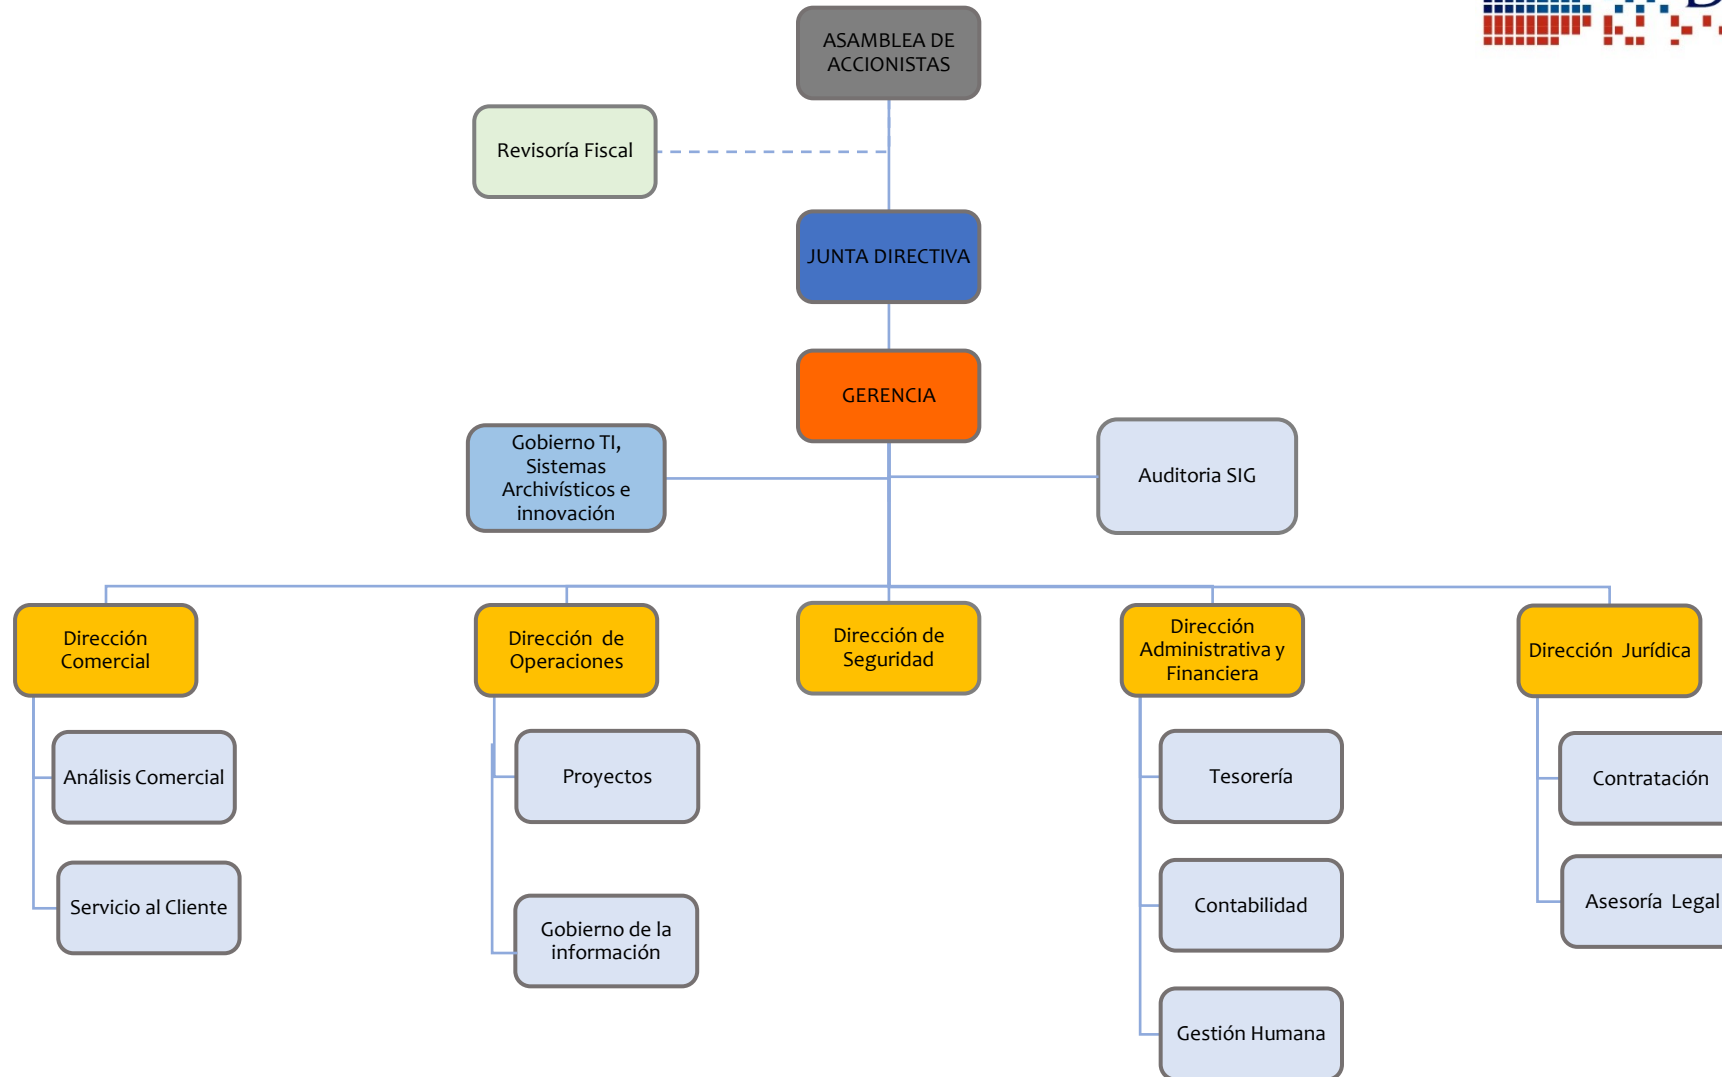 ASAMBLEA DE
ACCIONISTAS
Revisoría Fiscal
JUNTA DIRECTIVA
GERENCIA
Gobierno TI,
Sistemas
Archivísticos e
innovación
Auditoria SIG
Dirección
Comercial
Dirección de
Operaciones
Dirección de
Seguridad
Dirección
Administrativa y
Financiera
Dirección Jurídica
Análisis Comercial
Proyectos
Tesorería
Contratación
Servicio al Cliente
Gobierno de la
información
Contabilidad
Asesoría Legal
Gestión Humana